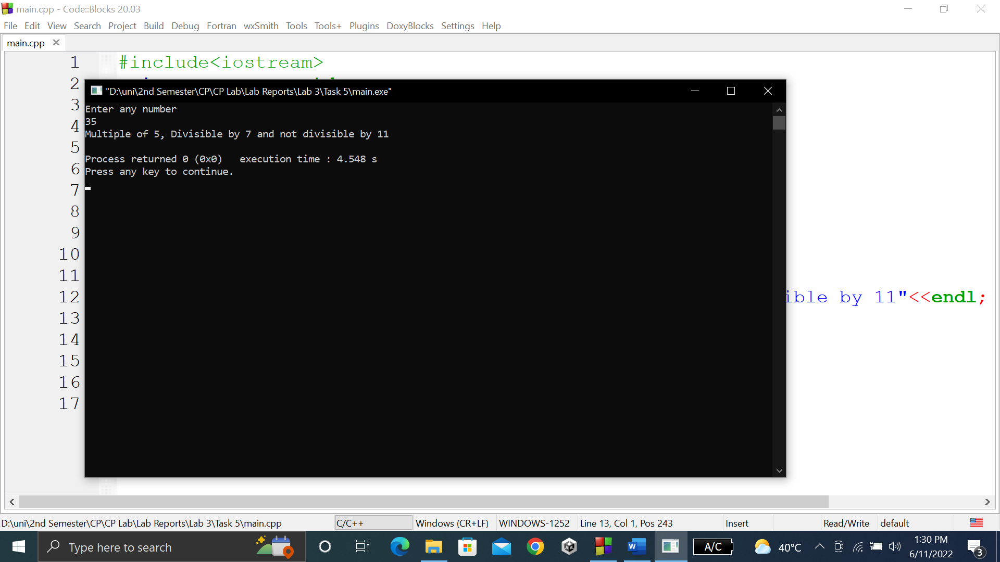 main.cpp - Code::Blocks 20.03
File Edit View Search Project Build Debug Fortran wxSmith Tools Tools+ Plugins DoxyBlocks Settings Help
main.cpp
1 #include<iostream>
2
"D:\uni\2nd Semester\CP\CP Lab\Lab Reports\Lab 3\Task 5\main.exe"
3
Enter any number
4
35
Multiple of 5, Divisible by 7 and not divisible by 11
5
Process returned 0 (0x0)   execution time : 4.548 s
6
Press any key to continue.
7
8
9
10
11
12 ible by 11"<<endl;
13
14
15
16
17
D:\uni\2nd Semester\CP\CP Lab\Lab Reports\Lab 3\Task 5\main.cpp C/C++ Windows (CR+LF) WINDOWS-1252 Line 13, Col 1, Pos 243 Insert Read/Write default
Type here to search W A/C 40°C 1:30 PM
6/11/2022 3